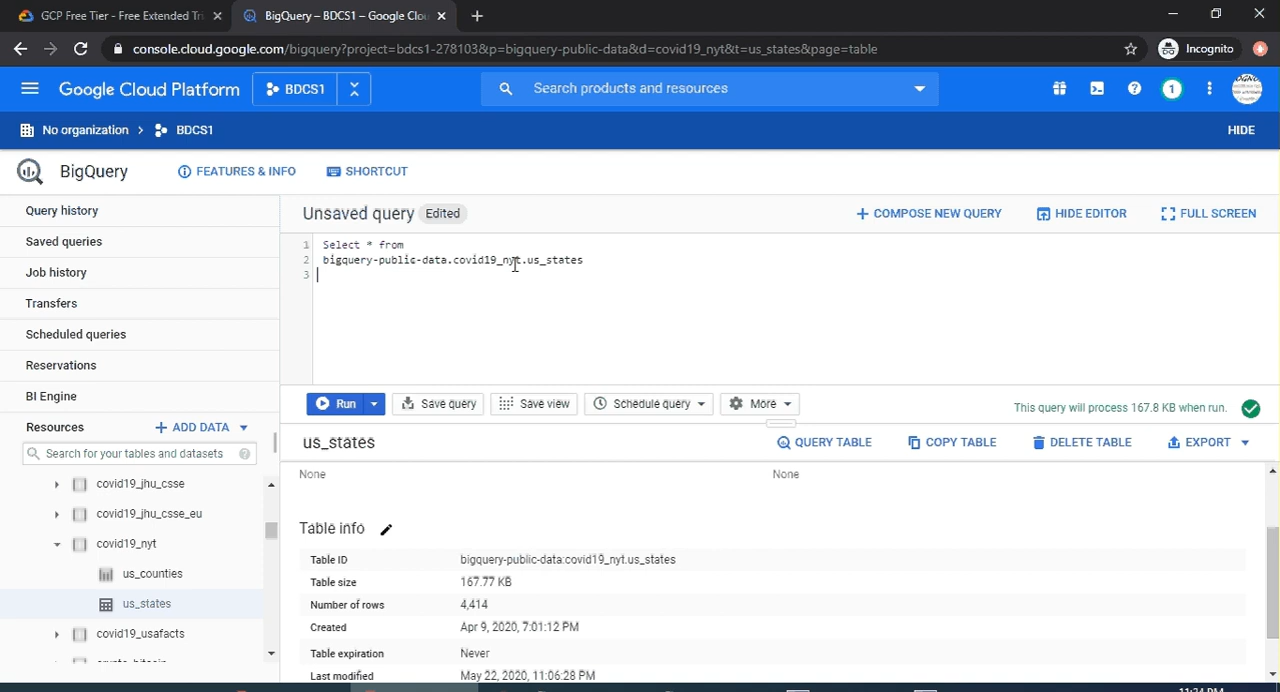 GCP Free Tier - Free Extended Tri
BigQuery – BDCS1 – Google Clou
console.cloud.google.com/bigquery?project=bdcs1-278103&p=bigquery-public-data&d=covid19_nyt&t=us_states&page=table
Incognito
Google Cloud Platform
BDCS1
Search products and resources
1
No organization
BDCS1
HIDE
BigQuery
FEATURES & INFO
SHORTCUT
Query history
Saved queries
Job history
Transfers
Scheduled queries
Reservations
BI Engine
Resources
ADD DATA
Search for your tables and datasets
covid19_jhu_csse
covid19_jhu_csse_eu
covid19_nyt
us_counties
us_states
covid19_usafacts
Unsaved query Edited
COMPOSE NEW QUERY
HIDE EDITOR
FULL SCREEN
1 Select * from
2 bigquery-public-data.covid19_nyt.us_states
3
Run
Save query
Save view
Schedule query
More
This query will process 167.8 KB when run.
us_states
QUERY TABLE
COPY TABLE
DELETE TABLE
EXPORT
None None
Table info
Table ID bigquery-public-data:covid19_nyt.us_states
Table size 167.77 KB
Number of rows 4,414
Created Apr 9, 2020, 7:01:12 PM
Table expiration Never
Last modified May 22, 2020, 11:06:28 PM